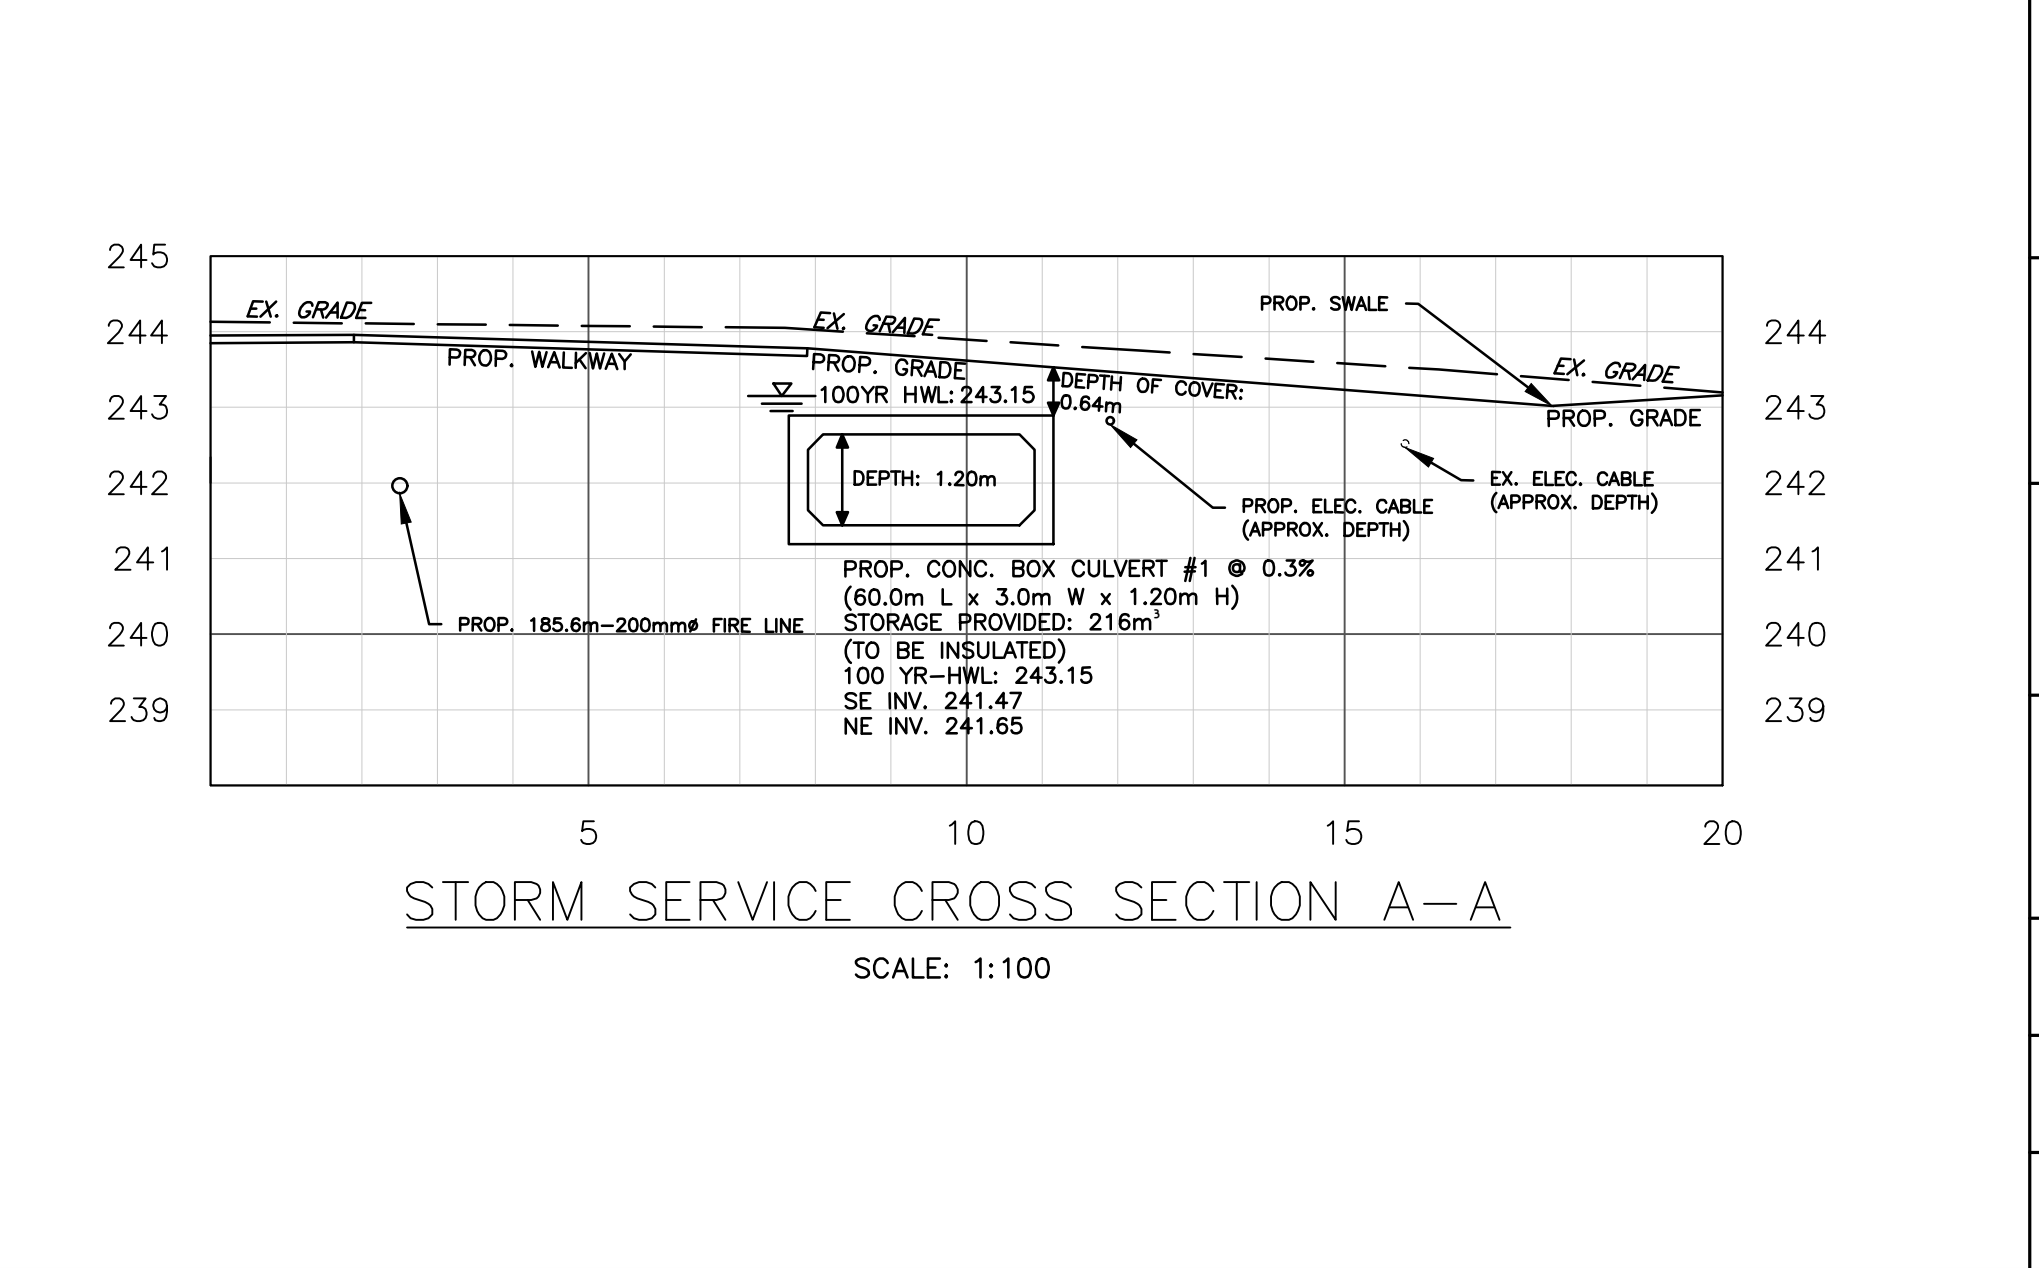 245
EX. GRADE
EX. GRADE
PROP. SWALE
244
244
PROP. WALKWAY
PROP. GRADE
EX. GRADE
100YR HWL: 243.15
DEPTH OF COVER:
0.64m
243
PROP. GRADE
243
242
DEPTH: 1.20m
PROP. ELEC. CABLE
(APPROX. DEPTH)
EX. ELEC. CABLE
(APPROX. DEPTH)
242
241
PROP. CONC. BOX CULVERT #1 @ 0.3%
(60.0m L x 3.0m W x 1.20m H)
STORAGE PROVIDED: 216m³
(TO BE INSULATED)
100 YR-HWL: 243.15
SE INV. 241.47
NE INV. 241.65
241
PROP. 185.6m-200mmø FIRE LINE
240
240
239
239
5
10
15
20
STORM SERVICE CROSS SECTION A-A
SCALE: 1:100